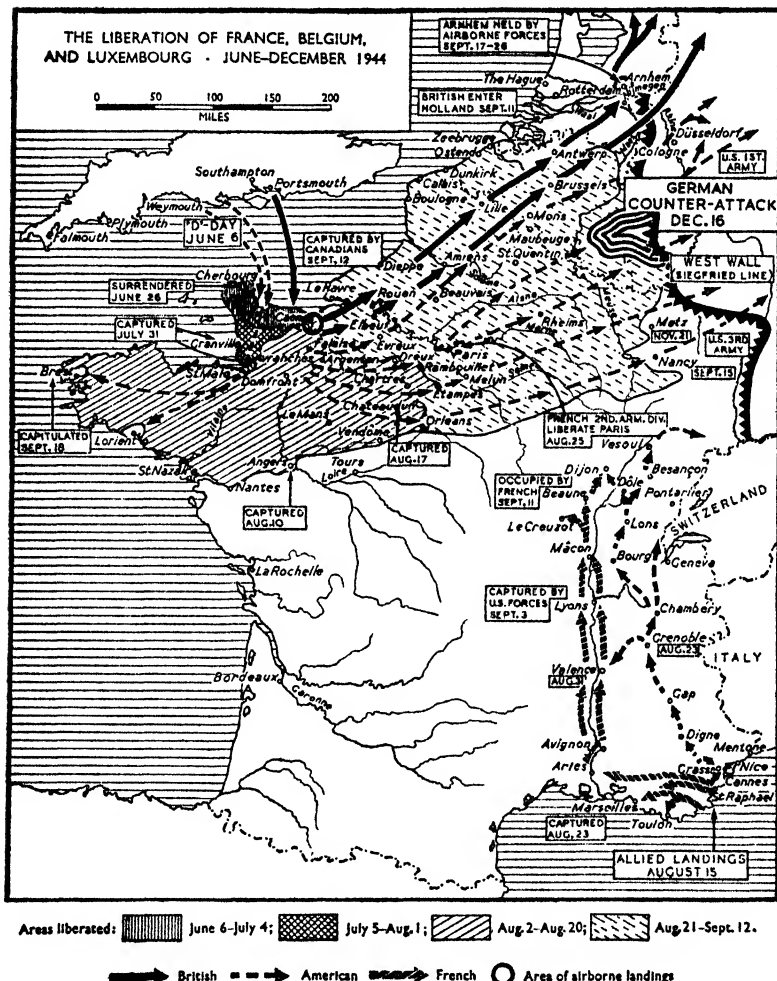 THE LIBERATION OF FRANCE, BELGIUM,
AND LUXEMBOURG · JUNE–DECEMBER 1944
0 50 100 150 200
MILES
ARNHEM HELD BY
AIRBORNE FORCES
SEPT. 17-26
The Hague
Rotterdam
Arnhem
Nijmegen
Waal
BRITISH ENTER
HOLLAND SEPT. 11
Zeebrugge
Ostend
Dunkirk
Calais
Boulogne
Antwerp
Brussels
Lille
Düsseldorf
Cologne
U.S. 1ST.
ARMY
GERMAN
COUNTER-ATTACK
DEC. 16
Southampton
Portsmouth
Weymouth
Plymouth
Falmouth
"D"-DAY
JUNE 6
CAPTURED BY
CANADIANS
SEPT. 12
Mons
Maubeuge
St.Quentin
Amiens
Dieppe
WEST WALL
(SIEGFRIED LINE)
Cherbourg
SURRENDERED
JUNE 26
Le Havre
Rouen
Beauvais
Somme
Aisne
Meuse
Elbeuf
Rheims
Marne
Metz
NOV. 21
CAPTURED
JULY 31
Granville
Avranches
Falaise
Argentan
Evreux
Dreux
Paris
Rambouillet
Melun
Seine
Nancy
SEPT. 15
U.S. 3RD
ARMY
Brest
St.Malo
Domfront
Chartres
Etampes
Chateaudun
Le Mans
Orleans
Vendome
FRENCH 2ND. ARM. DIV.
LIBERATE PARIS
AUG. 25
CAPITULATED
SEPT. 18
Lorient
Vilaine
St Nazaire
Nantes
Angers
Tours
Loire
CAPTURED
AUG. 17
CAPTURED
AUG. 10
Vesoul
Dijon
Dôle
Besançon
Pontarlier
OCCUPIED BY
FRENCH
SEPT. 11
Beaune
Le Creuzot
Lons
SWITZERLAND
Mâcon
Bourg
Geneva
La Rochelle
CAPTURED BY
U.S. FORCES
SEPT. 3
Lyons
Chambery
Grenoble
AUG. 23
ITALY
Valence
AUG. 31
Bordeaux
Garonne
Gap
Digne
Avignon
Mentone
Arles
Grasse
Nice
Cannes
St Raphael
Marseilles
Toulon
CAPTURED
AUG. 23
ALLIED LANDINGS
AUGUST 15
Areas liberated: June 6–July 4; July 5–Aug. 1; Aug. 2–Aug. 20; Aug. 21–Sept. 12.
British American French Area of airborne landings